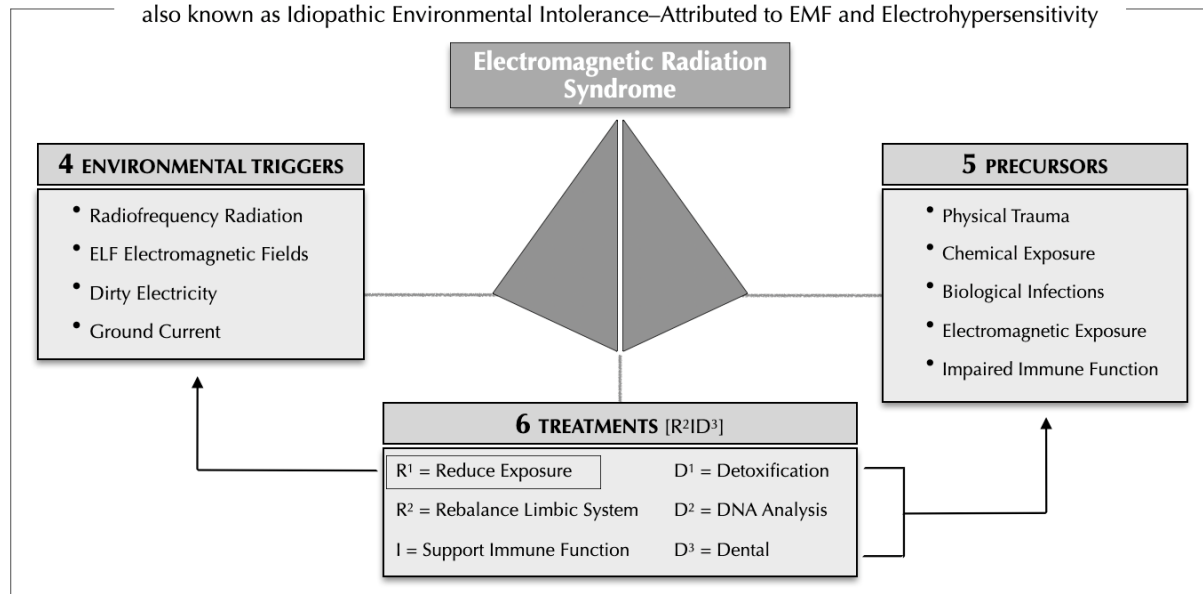 also known as Idiopathic Environmental Intolerance–Attributed to EMF and Electrohypersensitivity
Electromagnetic Radiation
Syndrome
4 ENVIRONMENTAL TRIGGERS
• Radiofrequency Radiation
• ELF Electromagnetic Fields
• Dirty Electricity
• Ground Current
5 PRECURSORS
• Physical Trauma
• Chemical Exposure
• Biological Infections
• Electromagnetic Exposure
• Impaired Immune Function
6 TREATMENTS [R²ID³]
R¹ = Reduce Exposure
R² = Rebalance Limbic System
I = Support Immune Function
D¹ = Detoxification
D² = DNA Analysis
D³ = Dental